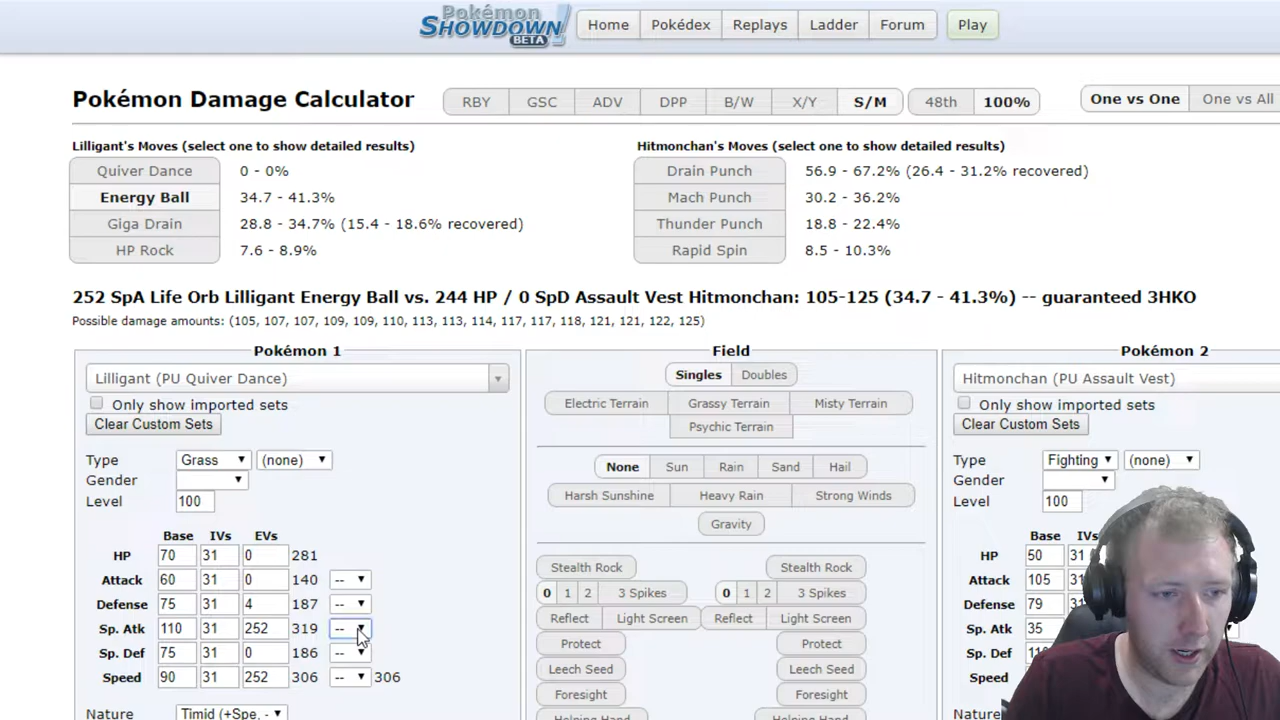 Pokémon SHOWDOWN! BETA Home Pokédex Replays Ladder Forum Play
Pokémon Damage Calculator RBY GSC ADV DPP B/W X/Y S/M 48th 100% One vs One One vs All
Lilligant's Moves (select one to show detailed results) Hitmonchan's Moves (select one to show detailed results)
Quiver Dance 0 - 0% Drain Punch 56.9 - 67.2% (26.4 - 31.2% recovered)
Energy Ball 34.7 - 41.3% Mach Punch 30.2 - 36.2%
Giga Drain 28.8 - 34.7% (15.4 - 18.6% recovered) Thunder Punch 18.8 - 22.4%
HP Rock 7.6 - 8.9% Rapid Spin 8.5 - 10.3%
252 SpA Life Orb Lilligant Energy Ball vs. 244 HP / 0 SpD Assault Vest Hitmonchan: 105-125 (34.7 - 41.3%) -- guaranteed 3HKO
Possible damage amounts: (105, 107, 107, 109, 109, 110, 113, 113, 114, 117, 117, 118, 121, 121, 122, 125)
Pokémon 1 Field Pokémon 2
Lilligant (PU Quiver Dance) Singles Doubles Hitmonchan (PU Assault Vest)
Only show imported sets Electric Terrain Grassy Terrain Misty Terrain Only show imported sets
Clear Custom Sets Psychic Terrain Clear Custom Sets
Type Grass (none) None Sun Rain Sand Hail Type Fighting (none)
Gender Gender
Level 100 Harsh Sunshine Heavy Rain Strong Winds Level 100
Gravity
Base IVs EVs Base IVs
HP 70 31 0 281 Stealth Rock Stealth Rock HP 50 31
Attack 60 31 0 140 -- 0 1 2 3 Spikes 0 1 2 3 Spikes Attack 105
Defense 75 31 4 187 -- Reflect Light Screen Reflect Light Screen Defense 79
Sp. Atk 110 31 252 319 -- Protect Protect Sp. Atk 35
Sp. Def 75 31 0 186 -- Leech Seed Leech Seed Sp. Def
Speed 90 31 252 306 -- 306 Foresight Foresight Speed
Nature Timid (+Spe, - Helping Hand Helping Hand